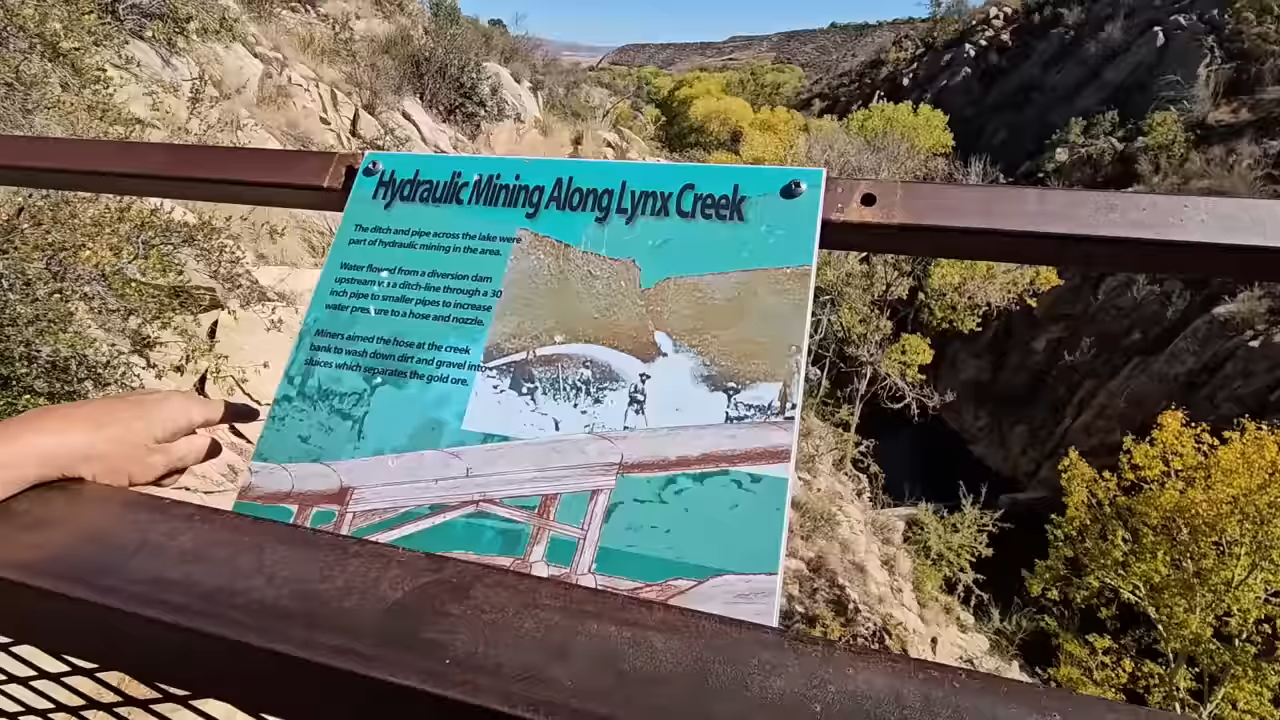 Hydraulic Mining Along Lynx Creek
The ditch and pipe across the lake were
part of hydraulic mining in the area.
Water flowed from a diversion dam
upstream via a ditch-line through a 30
inch pipe to smaller pipes to increase
water pressure to a hose and nozzle.
Miners aimed the hose at the creek
bank to wash down dirt and gravel into
sluices which separates the gold ore.